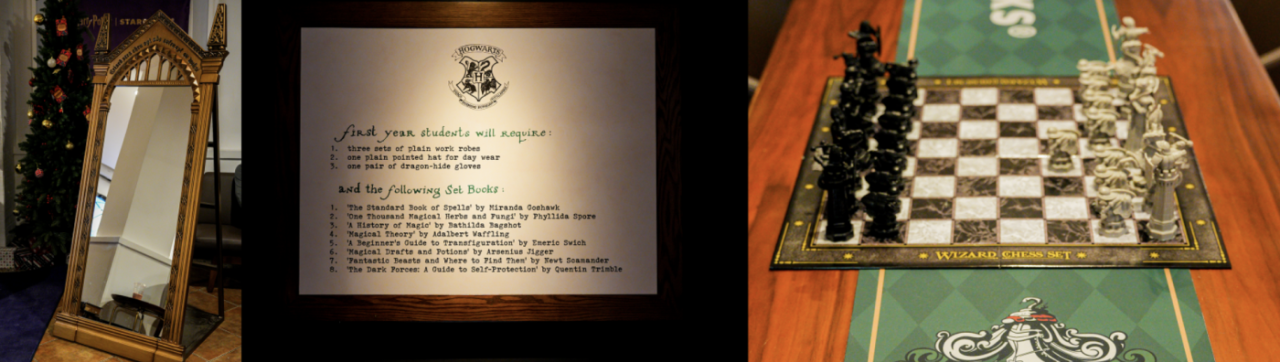 STAR
HOGWARTS
H
first year students will require:
1. three sets of plain work robes
2. one plain pointed hat for day wear
3. one pair of dragon-hide gloves
and the following Set Books:
1. 'The Standard Book of Spells' by Miranda Goshawk
2. 'One Thousand Magical Herbs and Fungi' by Phyllida Spore
3. 'A History of Magic' by Bathilda Bagshot
4. 'Magical Theory' by Adalbert Waffling
5. 'A Beginner's Guide to Transfiguration' by Emeric Swich
6. 'Magical Drafts and Potions' by Arsenius Jigger
7. 'Fantastic Beasts and Where to Find Them' by Newt Scamander
8. 'The Dark Forces: A Guide to Self-Protection' by Quentin Trimble
KS®
WIZARD CHESS SET